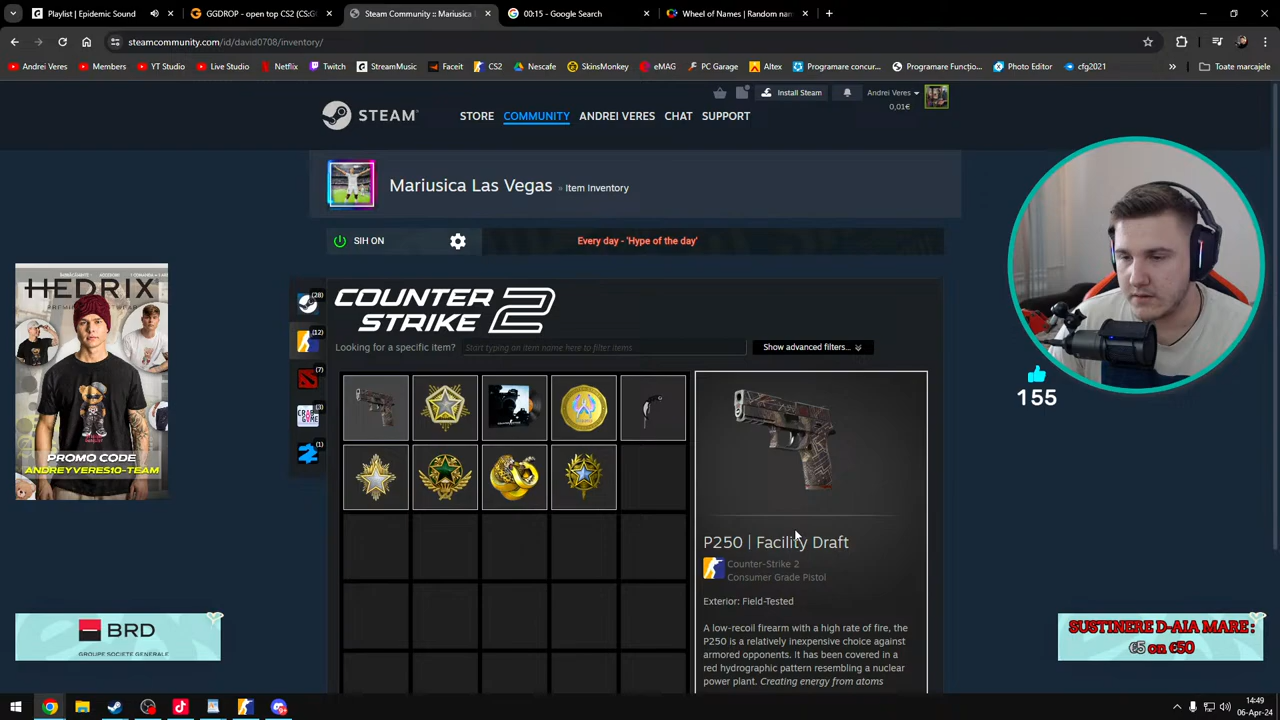 Playlist | Epidemic Sound
GGDROP - open top CS2 (CS:G
Steam Community :: Mariusica L
00:15 - Google Search
Wheel of Names | Random nam
steamcommunity.com/id/david0708/inventory/
Andrei Veres
Members
YT Studio
Live Studio
Netflix
Twitch
StreamMusic
Faceit
CS2
Nescafe
SkinsMonkey
eMAG
PC Garage
Altex
Programare concur...
Programare Funcțio...
Photo Editor
cfg2021
Toate marcajele
Install Steam
Andrei Veres
0,01€
STEAM
STORE
COMMUNITY
ANDREI VERES
CHAT
SUPPORT
Mariusica Las Vegas » Item Inventory
SIH ON
Every day - 'Hype of the day'
(28)
(12)
(7)
(3)
(1)
COUNTER
STRIKE 2
Looking for a specific item?
Start typing an item name here to filter items
Show advanced filters...
P250 | Facility Draft
Counter-Strike 2
Consumer Grade Pistol
Exterior: Field-Tested
A low-recoil firearm with a high rate of fire, the
P250 is a relatively inexpensive choice against
armored opponents. It has been covered in a
red hydrographic pattern resembling a nuclear
power plant. Creating energy from atoms
HEDRIX
PROMO CODE
ANDREYVERES10-TEAM
BRD
GROUPE SOCIETE GENERALE
155
SUSTINERE D-AIA MARE :
€5 on €50
14:49
06-Apr-24